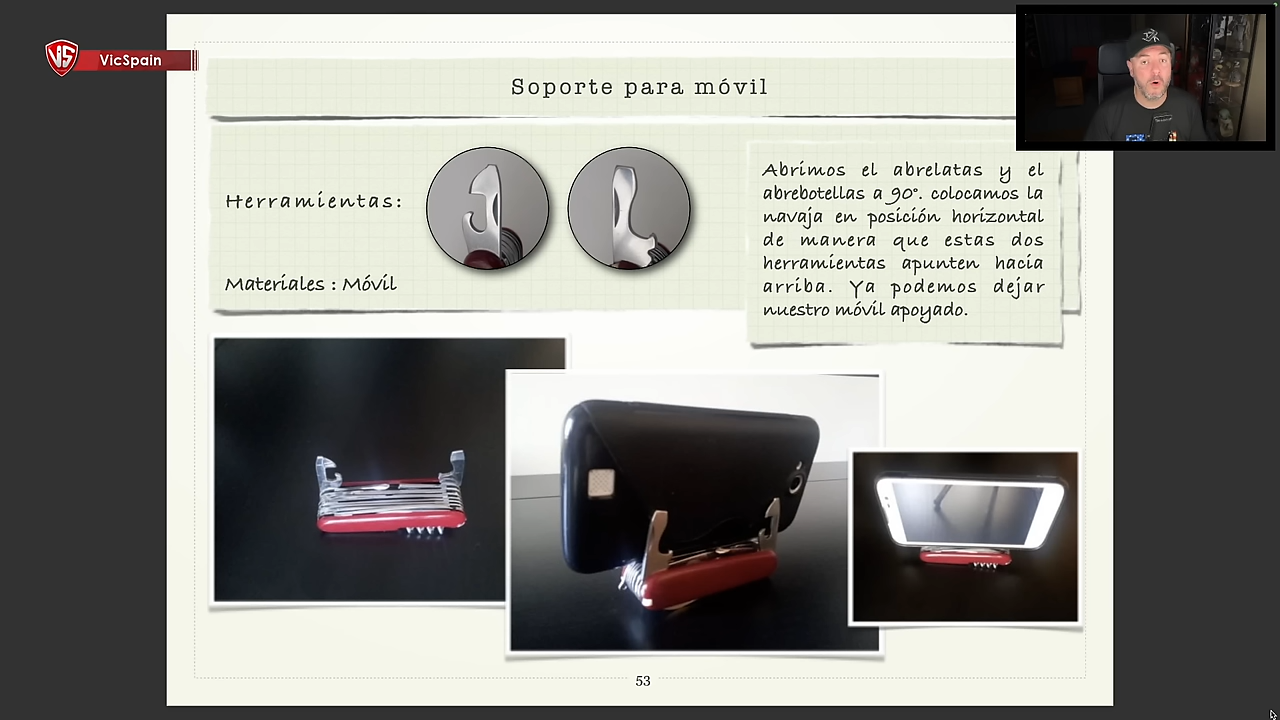 VS
VicSpain
Soporte para móvil
Herramientas:
Materiales : Móvil
Abrimos el abrelatas y el
abrebotellas a 90°. colocamos la
navaja en posición horizontal
de manera que estas dos
herramientas apunten hacia
arriba. Ya podemos dejar
nuestro móvil apoyado.
53